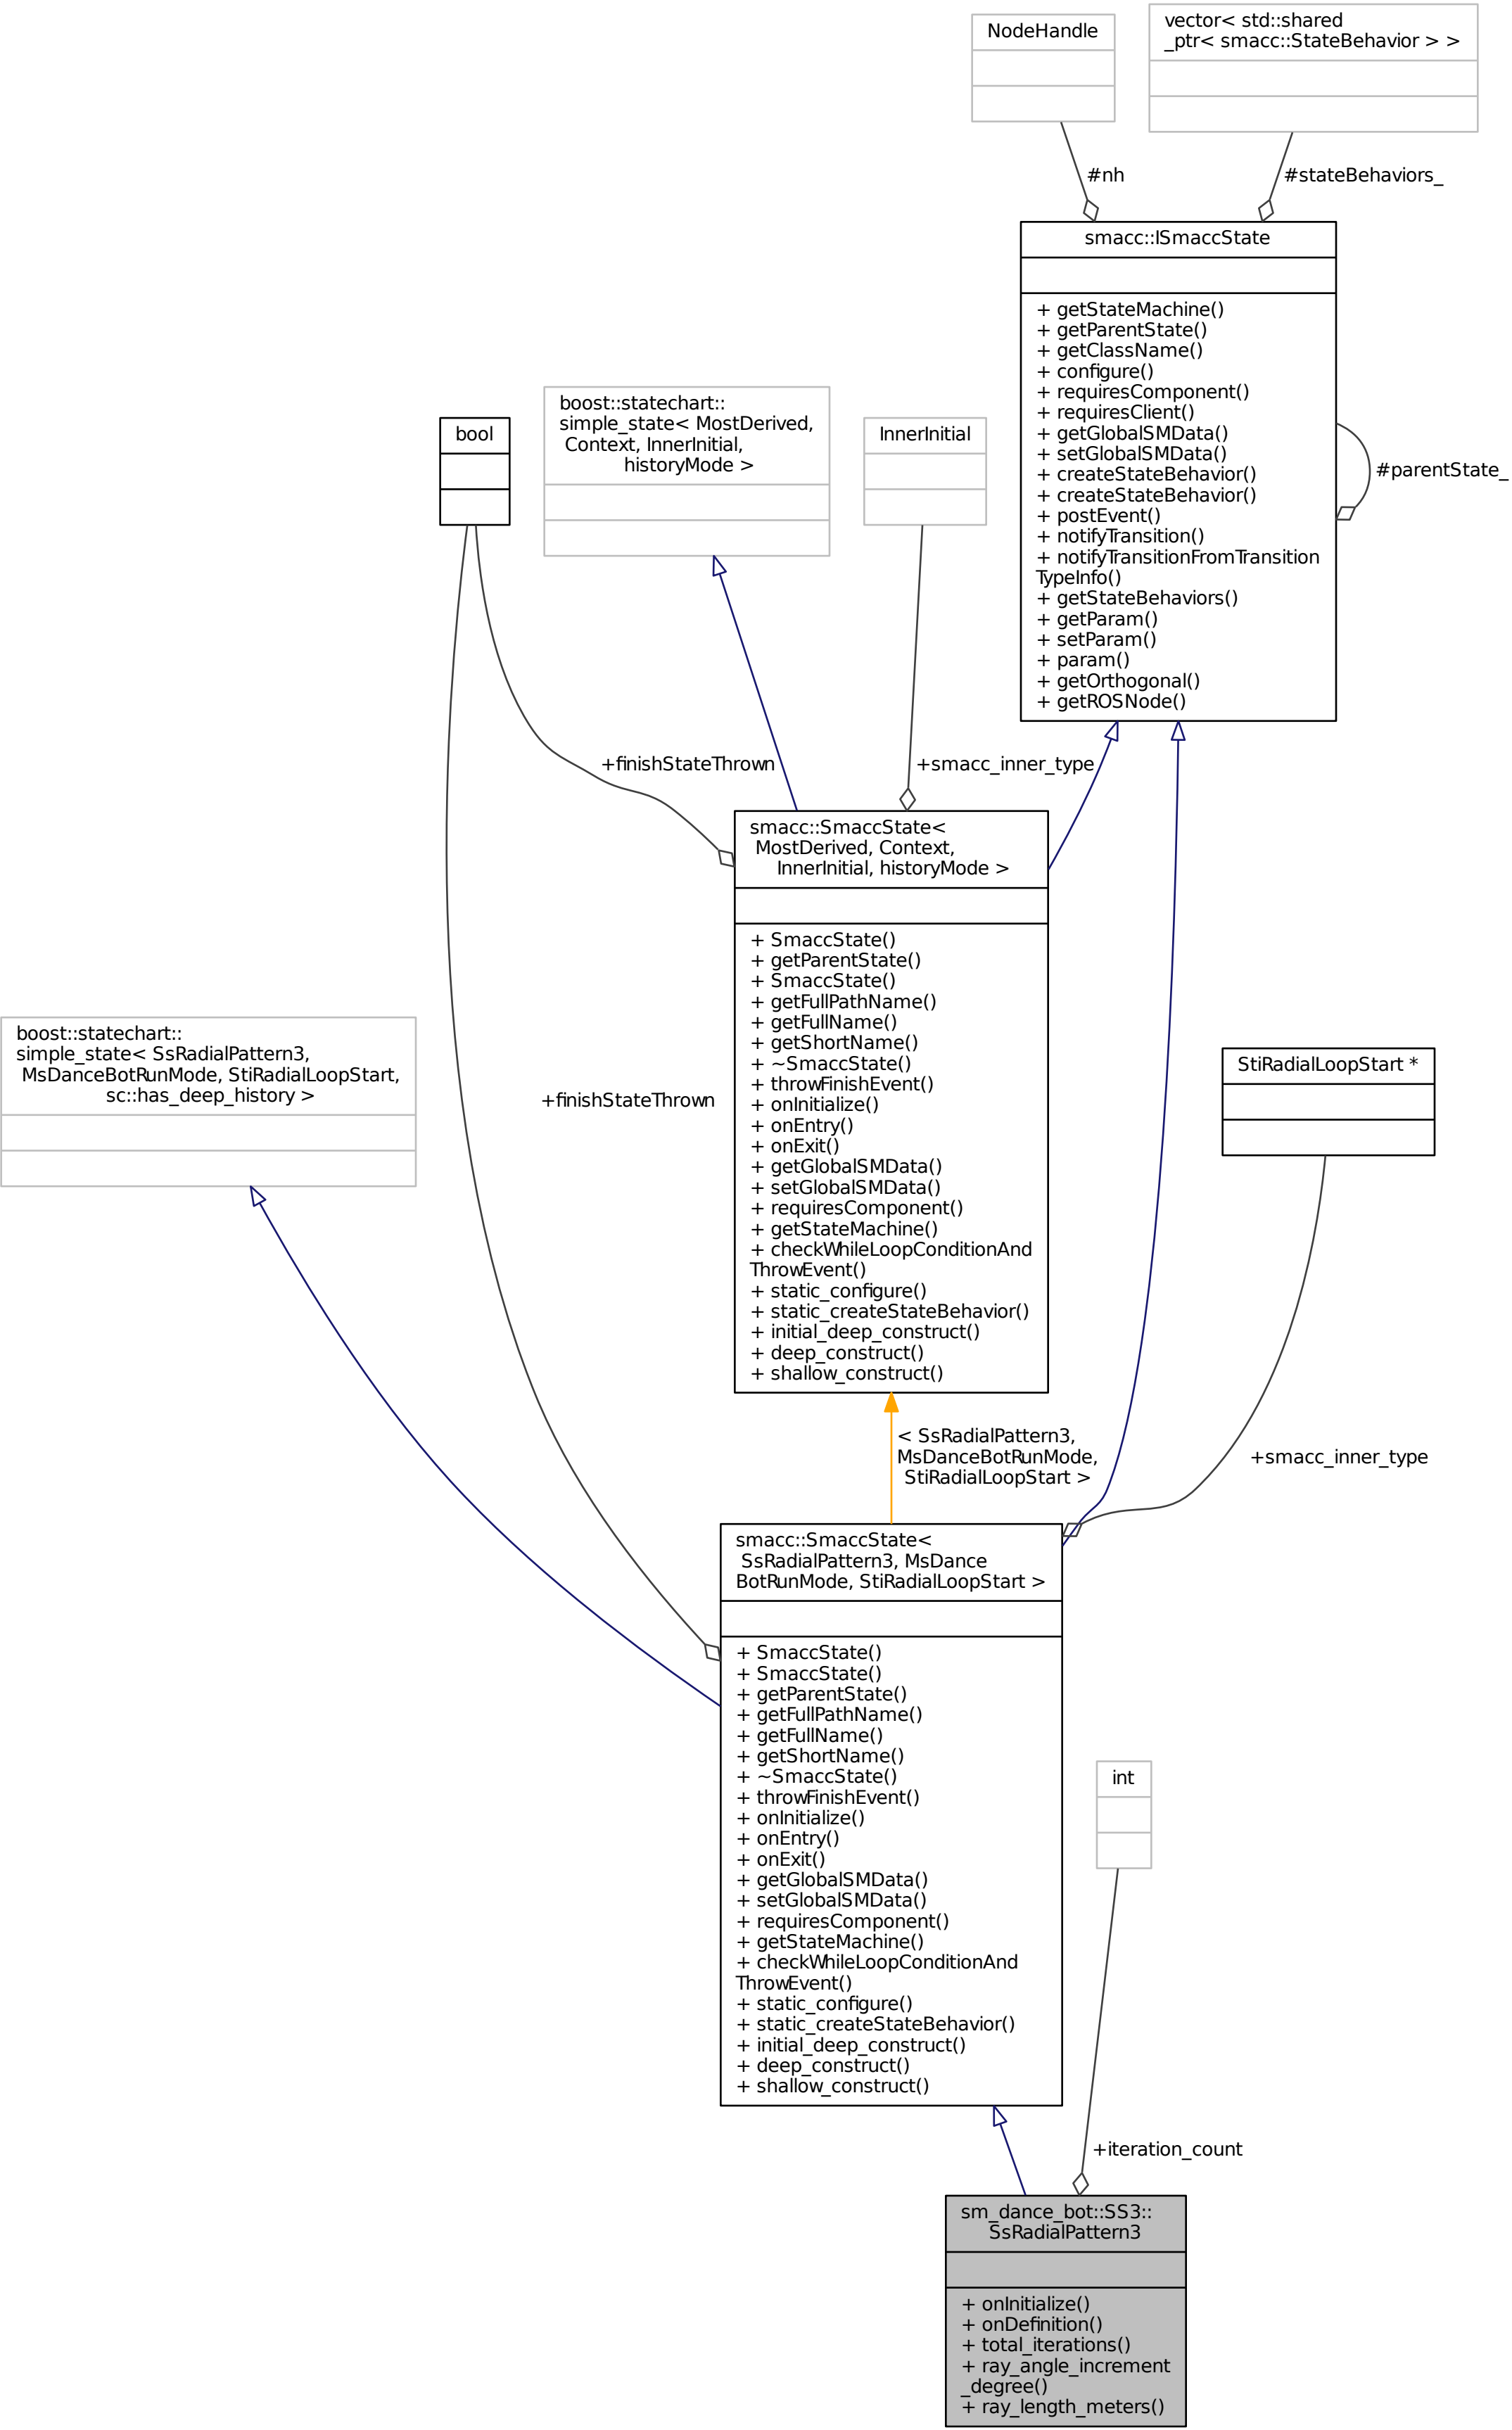 NodeHandle
vector< std::shared
_ptr< smacc::StateBehavior > >
#nh
#stateBehaviors_
smacc::ISmaccState
+ getStateMachine()
+ getParentState()
+ getClassName()
+ configure()
+ requiresComponent()
+ requiresClient()
+ getGlobalSMData()
+ setGlobalSMData()
+ createStateBehavior()
+ createStateBehavior()
+ postEvent()
+ notifyTransition()
+ notifyTransitionFromTransition
TypeInfo()
+ getStateBehaviors()
+ getParam()
+ setParam()
+ param()
+ getOrthogonal()
+ getROSNode()
#parentState_
bool
boost::statechart::
simple_state< MostDerived,
Context, InnerInitial,
historyMode >
InnerInitial
+finishStateThrown
+smacc_inner_type
smacc::SmaccState<
MostDerived, Context,
InnerInitial, historyMode >
+ SmaccState()
+ getParentState()
+ SmaccState()
+ getFullPathName()
+ getFullName()
+ getShortName()
+ ~SmaccState()
+ throwFinishEvent()
+ onInitialize()
+ onEntry()
+ onExit()
+ getGlobalSMData()
+ setGlobalSMData()
+ requiresComponent()
+ getStateMachine()
+ checkWhileLoopConditionAnd
ThrowEvent()
+ static_configure()
+ static_createStateBehavior()
+ initial_deep_construct()
+ deep_construct()
+ shallow_construct()
boost::statechart::
simple_state< SsRadialPattern3,
MsDanceBotRunMode, StiRadialLoopStart,
sc::has_deep_history >
+finishStateThrown
StiRadialLoopStart *
< SsRadialPattern3,
MsDanceBotRunMode,
StiRadialLoopStart >
+smacc_inner_type
smacc::SmaccState<
SsRadialPattern3, MsDance
BotRunMode, StiRadialLoopStart >
+ SmaccState()
+ SmaccState()
+ getParentState()
+ getFullPathName()
+ getFullName()
+ getShortName()
+ ~SmaccState()
+ throwFinishEvent()
+ onInitialize()
+ onEntry()
+ onExit()
+ getGlobalSMData()
+ setGlobalSMData()
+ requiresComponent()
+ getStateMachine()
+ checkWhileLoopConditionAnd
ThrowEvent()
+ static_configure()
+ static_createStateBehavior()
+ initial_deep_construct()
+ deep_construct()
+ shallow_construct()
int
+iteration_count
sm_dance_bot::SS3::
SsRadialPattern3
+ onInitialize()
+ onDefinition()
+ total_iterations()
+ ray_angle_increment
_degree()
+ ray_length_meters()